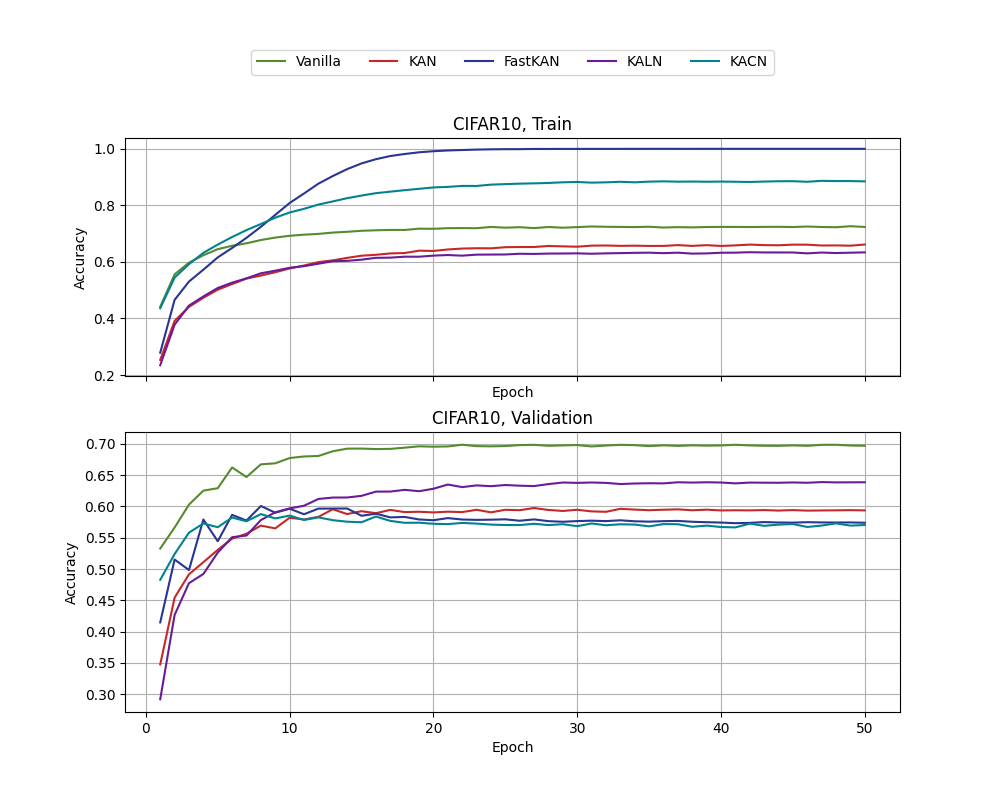 Vanilla KAN FastKAN KALN KACN
CIFAR10, Train
1.0
0.8
0.6
0.4
0.2
Accuracy
Epoch
CIFAR10, Validation
0.70
0.65
0.60
0.55
0.50
0.45
0.40
0.35
0.30
Accuracy
0 10 20 30 40 50
Epoch